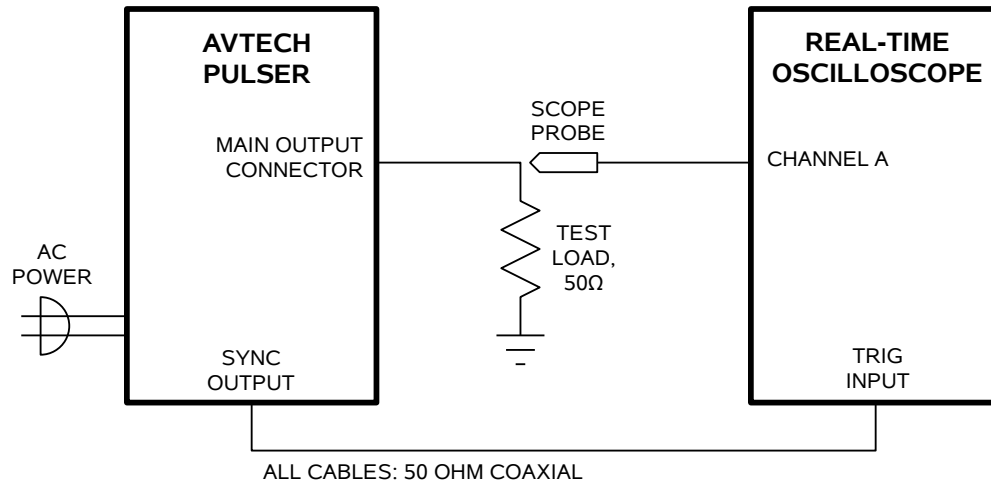 AVTECH
PULSER
MAIN OUTPUT
CONNECTOR
AC
POWER
SYNC
OUTPUT
SCOPE
PROBE
TEST
LOAD,
50Ω
REAL-TIME
OSCILLOSCOPE
CHANNEL A
TRIG
INPUT
ALL CABLES: 50 OHM COAXIAL